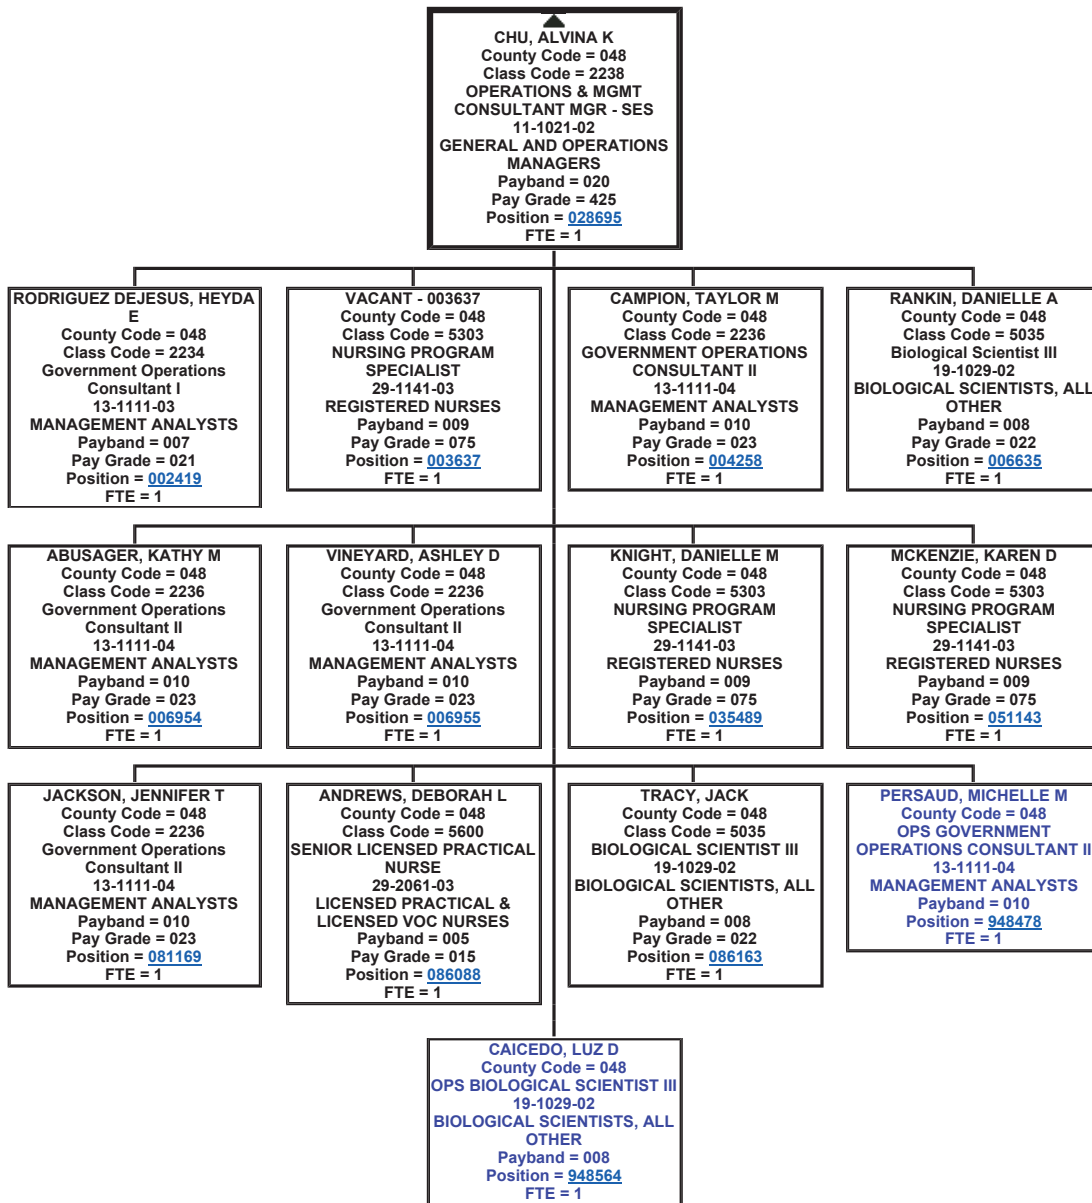 CHU, ALVINA K
County Code = 048
Class Code = 2238
OPERATIONS & MGMT
CONSULTANT MGR - SES
11-1021-02
GENERAL AND OPERATIONS
MANAGERS
Payband = 020
Pay Grade = 425
Position = 028695
FTE = 1
RODRIGUEZ DEJESUS, HEYDA
E
County Code = 048
Class Code = 2234
Government Operations
Consultant I
13-1111-03
MANAGEMENT ANALYSTS
Payband = 007
Pay Grade = 021
Position = 002419
FTE = 1
VACANT - 003637
County Code = 048
Class Code = 5303
NURSING PROGRAM
SPECIALIST
29-1141-03
REGISTERED NURSES
Payband = 009
Pay Grade = 075
Position = 003637
FTE = 1
CAMPION, TAYLOR M
County Code = 048
Class Code = 2236
GOVERNMENT OPERATIONS
CONSULTANT II
13-1111-04
MANAGEMENT ANALYSTS
Payband = 010
Pay Grade = 023
Position = 004258
FTE = 1
RANKIN, DANIELLE A
County Code = 048
Class Code = 5035
Biological Scientist III
19-1029-02
BIOLOGICAL SCIENTISTS, ALL
OTHER
Payband = 008
Pay Grade = 022
Position = 006635
FTE = 1
ABUSAGER, KATHY M
County Code = 048
Class Code = 2236
Government Operations
Consultant II
13-1111-04
MANAGEMENT ANALYSTS
Payband = 010
Pay Grade = 023
Position = 006954
FTE = 1
VINEYARD, ASHLEY D
County Code = 048
Class Code = 2236
Government Operations
Consultant II
13-1111-04
MANAGEMENT ANALYSTS
Payband = 010
Pay Grade = 023
Position = 006955
FTE = 1
KNIGHT, DANIELLE M
County Code = 048
Class Code = 5303
NURSING PROGRAM
SPECIALIST
29-1141-03
REGISTERED NURSES
Payband = 009
Pay Grade = 075
Position = 035489
FTE = 1
MCKENZIE, KAREN D
County Code = 048
Class Code = 5303
NURSING PROGRAM
SPECIALIST
29-1141-03
REGISTERED NURSES
Payband = 009
Pay Grade = 075
Position = 051143
FTE = 1
JACKSON, JENNIFER T
County Code = 048
Class Code = 2236
Government Operations
Consultant II
13-1111-04
MANAGEMENT ANALYSTS
Payband = 010
Pay Grade = 023
Position = 081169
FTE = 1
ANDREWS, DEBORAH L
County Code = 048
Class Code = 5600
SENIOR LICENSED PRACTICAL
NURSE
29-2061-03
LICENSED PRACTICAL &
LICENSED VOC NURSES
Payband = 005
Pay Grade = 015
Position = 086088
FTE = 1
TRACY, JACK
County Code = 048
Class Code = 5035
BIOLOGICAL SCIENTIST III
19-1029-02
BIOLOGICAL SCIENTISTS, ALL
OTHER
Payband = 008
Pay Grade = 022
Position = 086163
FTE = 1
PERSAUD, MICHELLE M
County Code = 048
OPS GOVERNMENT
OPERATIONS CONSULTANT II
13-1111-04
MANAGEMENT ANALYSTS
Payband = 010
Position = 948478
FTE = 1
CAICEDO, LUZ D
County Code = 048
OPS BIOLOGICAL SCIENTIST III
19-1029-02
BIOLOGICAL SCIENTISTS, ALL
OTHER
Payband = 008
Position = 948564
FTE = 1